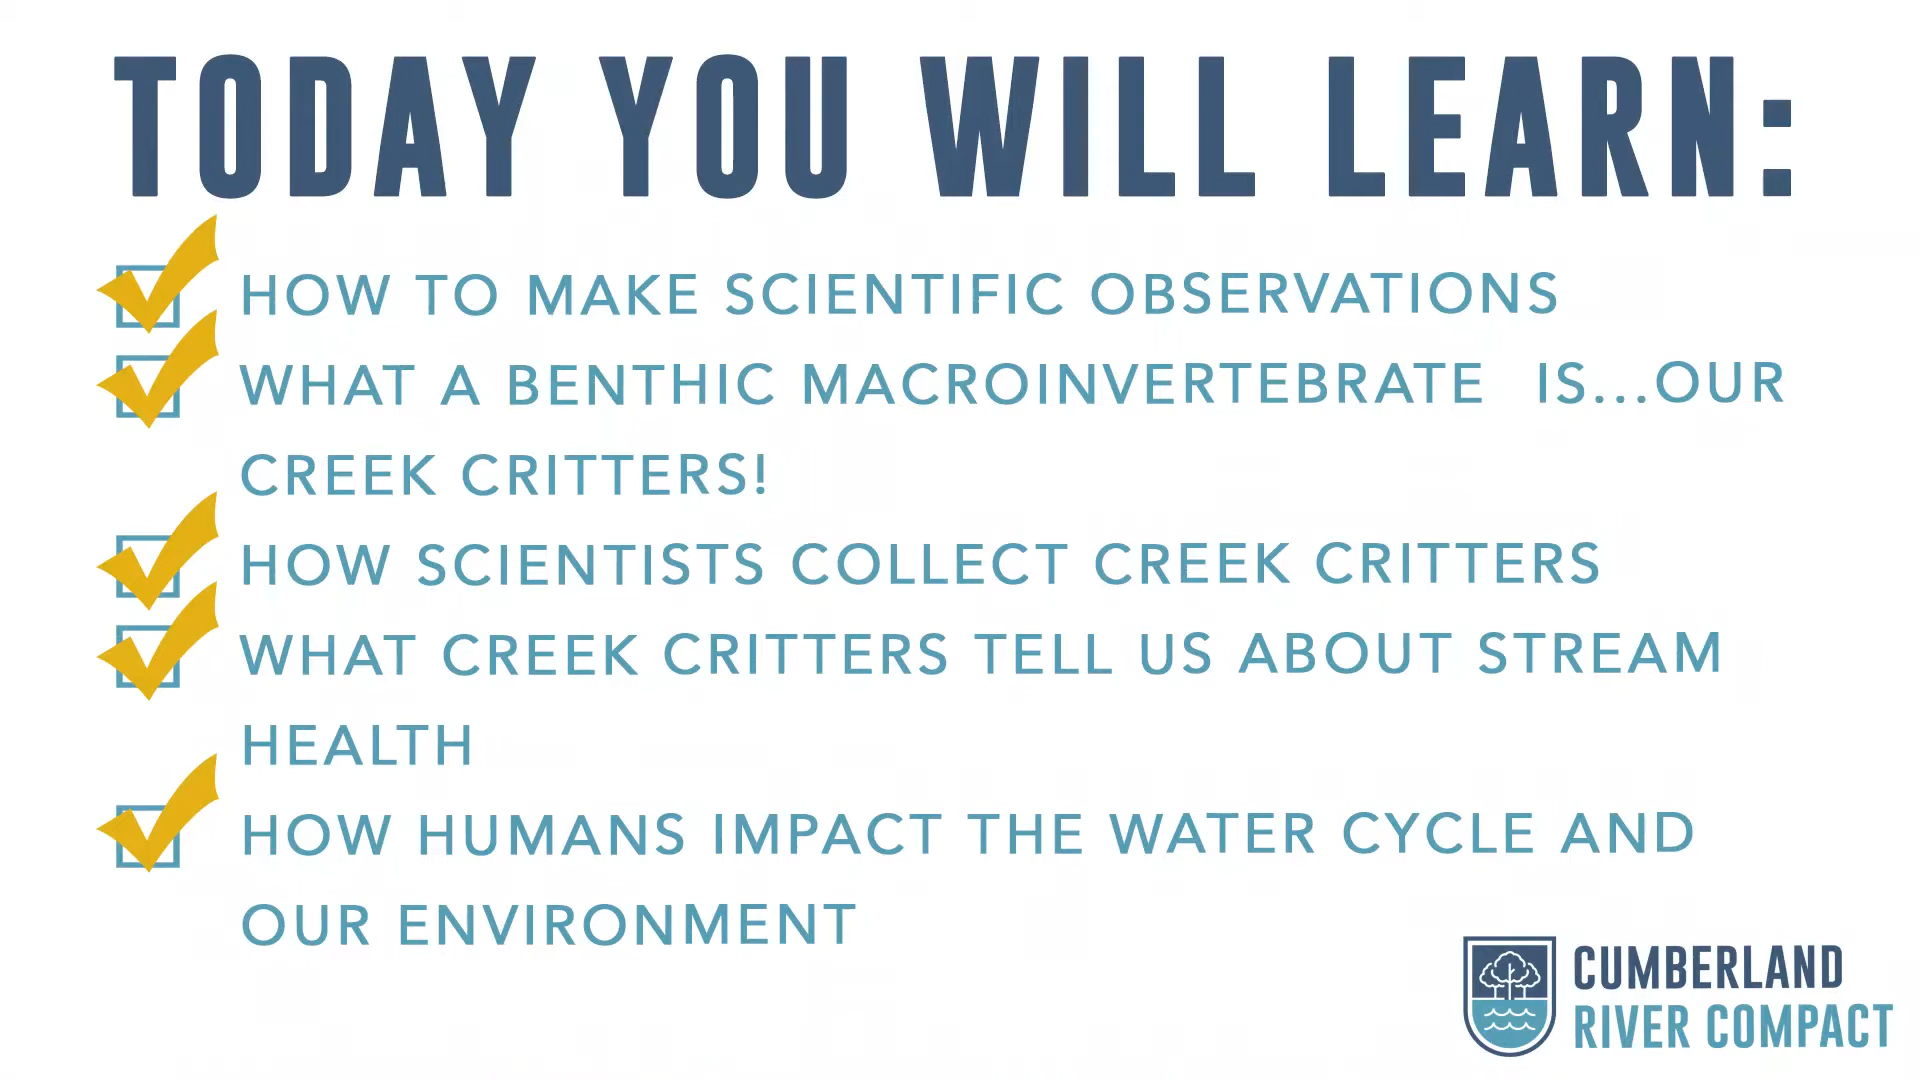 TODAY YOU WILL LEARN:
HOW TO MAKE SCIENTIFIC OBSERVATIONS
WHAT A BENTHIC MACROINVERTEBRATE IS...OUR
CREEK CRITTERS!
HOW SCIENTISTS COLLECT CREEK CRITTERS
WHAT CREEK CRITTERS TELL US ABOUT STREAM
HEALTH
HOW HUMANS IMPACT THE WATER CYCLE AND
OUR ENVIRONMENT
CUMBERLAND
RIVER COMPACT